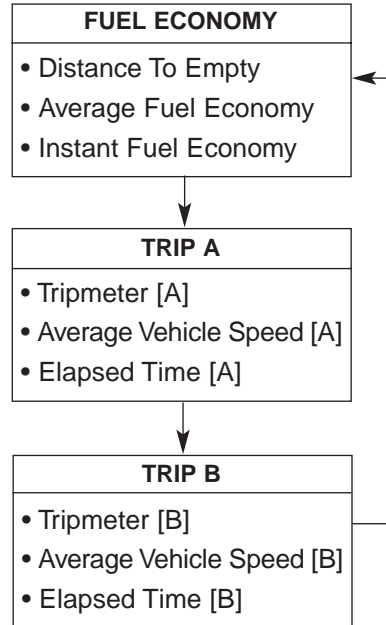 FUEL ECONOMY
• Distance To Empty
• Average Fuel Economy
• Instant Fuel Economy
TRIP A
• Tripmeter [A]
• Average Vehicle Speed [A]
• Elapsed Time [A]
TRIP B
• Tripmeter [B]
• Average Vehicle Speed [B]
• Elapsed Time [B]